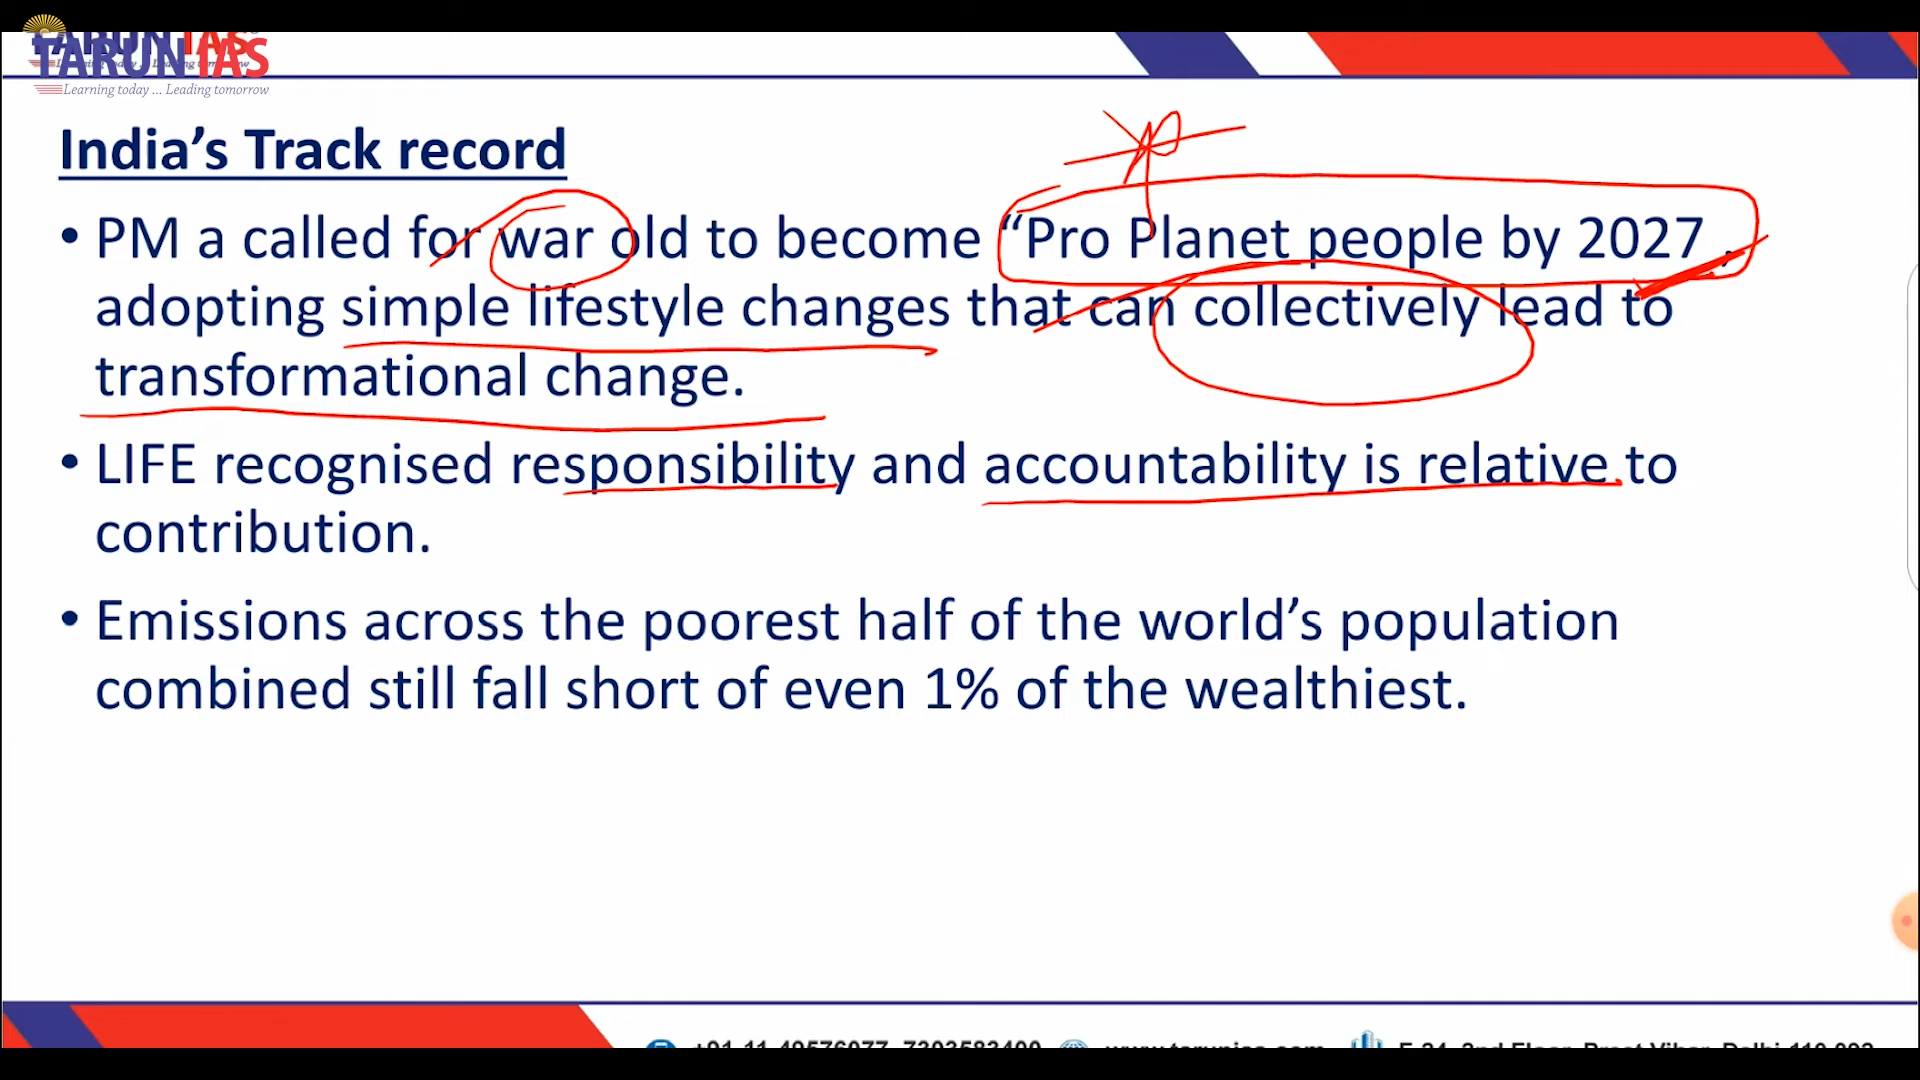 TARUN IAS
Learning today ... Leading tomorrow
India’s Track record
• PM a called for war old to become “Pro Planet people by 2027,
adopting simple lifestyle changes that can collectively lead to
transformational change.
• LIFE recognised responsibility and accountability is relative to
contribution.
• Emissions across the poorest half of the world’s population
combined still fall short of even 1% of the wealthiest.